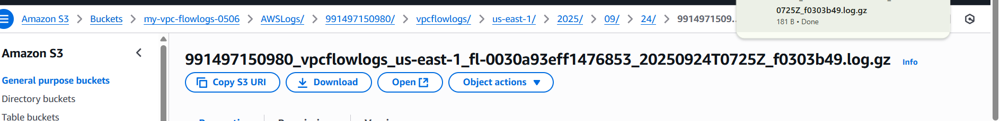 0725Z_f0303b49.log.gz
181 B • Done
Amazon S3 > Buckets > my-vpc-flowlogs-0506 > AWSLogs/ > 991497150980/ > vpcflowlogs/ > us-east-1/ > 2025/ > 09/ > 24/ > 9914971509...
Amazon S3
991497150980_vpcflowlogs_us-east-1_fl-0030a93eff1476853_20250924T0725Z_f0303b49.log.gz Info
Copy S3 URI Download Open Object actions
General purpose buckets
Directory buckets
Table buckets